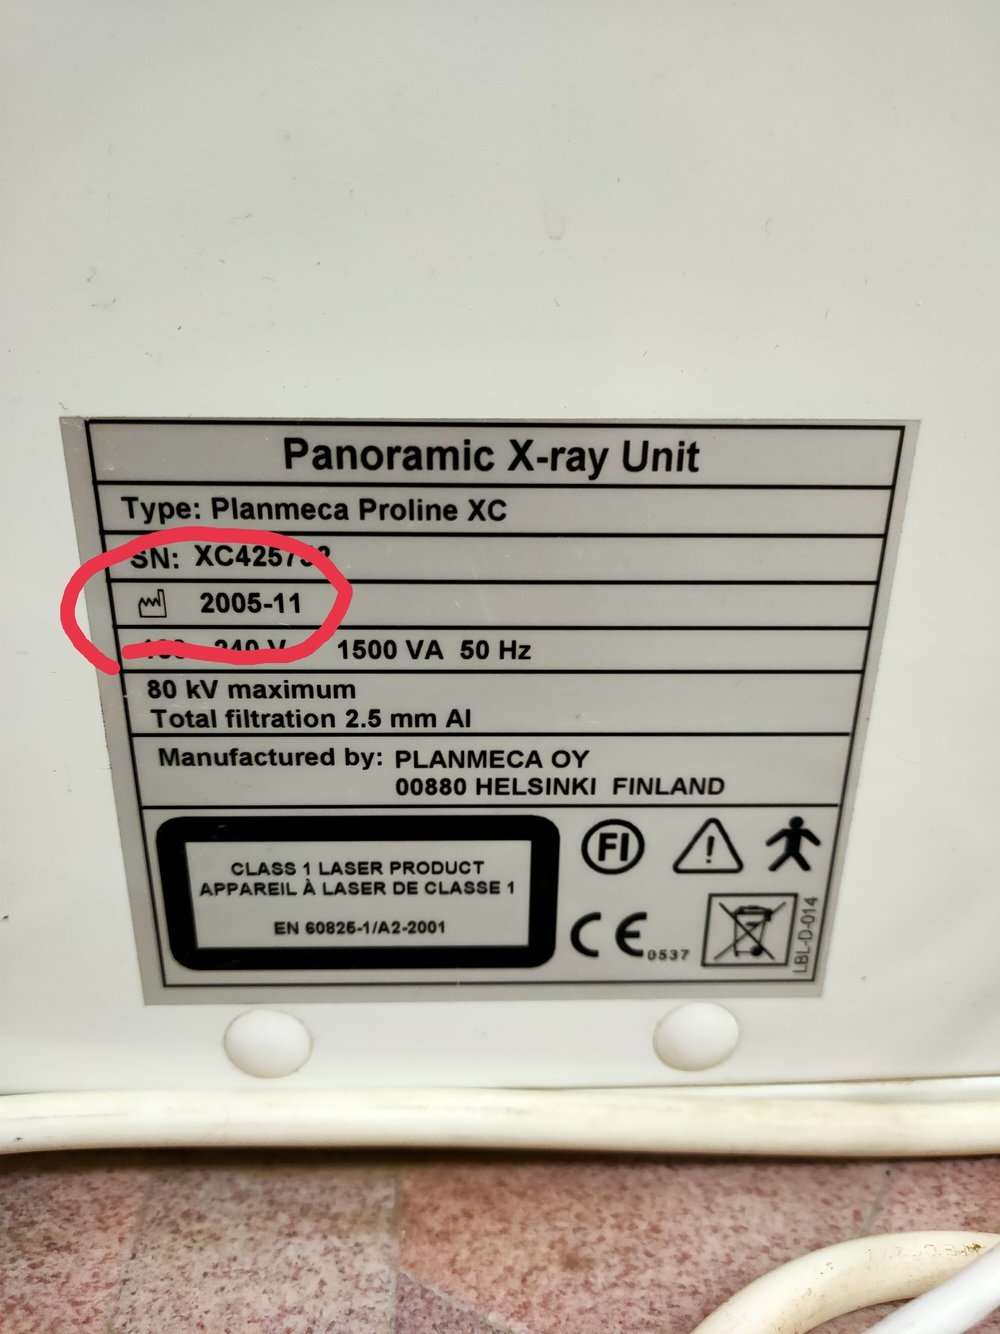 Panoramic X-ray Unit
Type: Planmeca Proline XC
SN:
2005-11
240 V 1500 VA 50 Hz
80 kV maximum
Total filtration 2.5 mm Al
Manufactured by: PLANMECA OY
00880 HELSINKI FINLAND
CLASS 1 LASER PRODUCT
APPAREIL À LASER DE CLASSE 1
EN 60825-1/A2-2001
FI
CE 0537
LBL-D-014